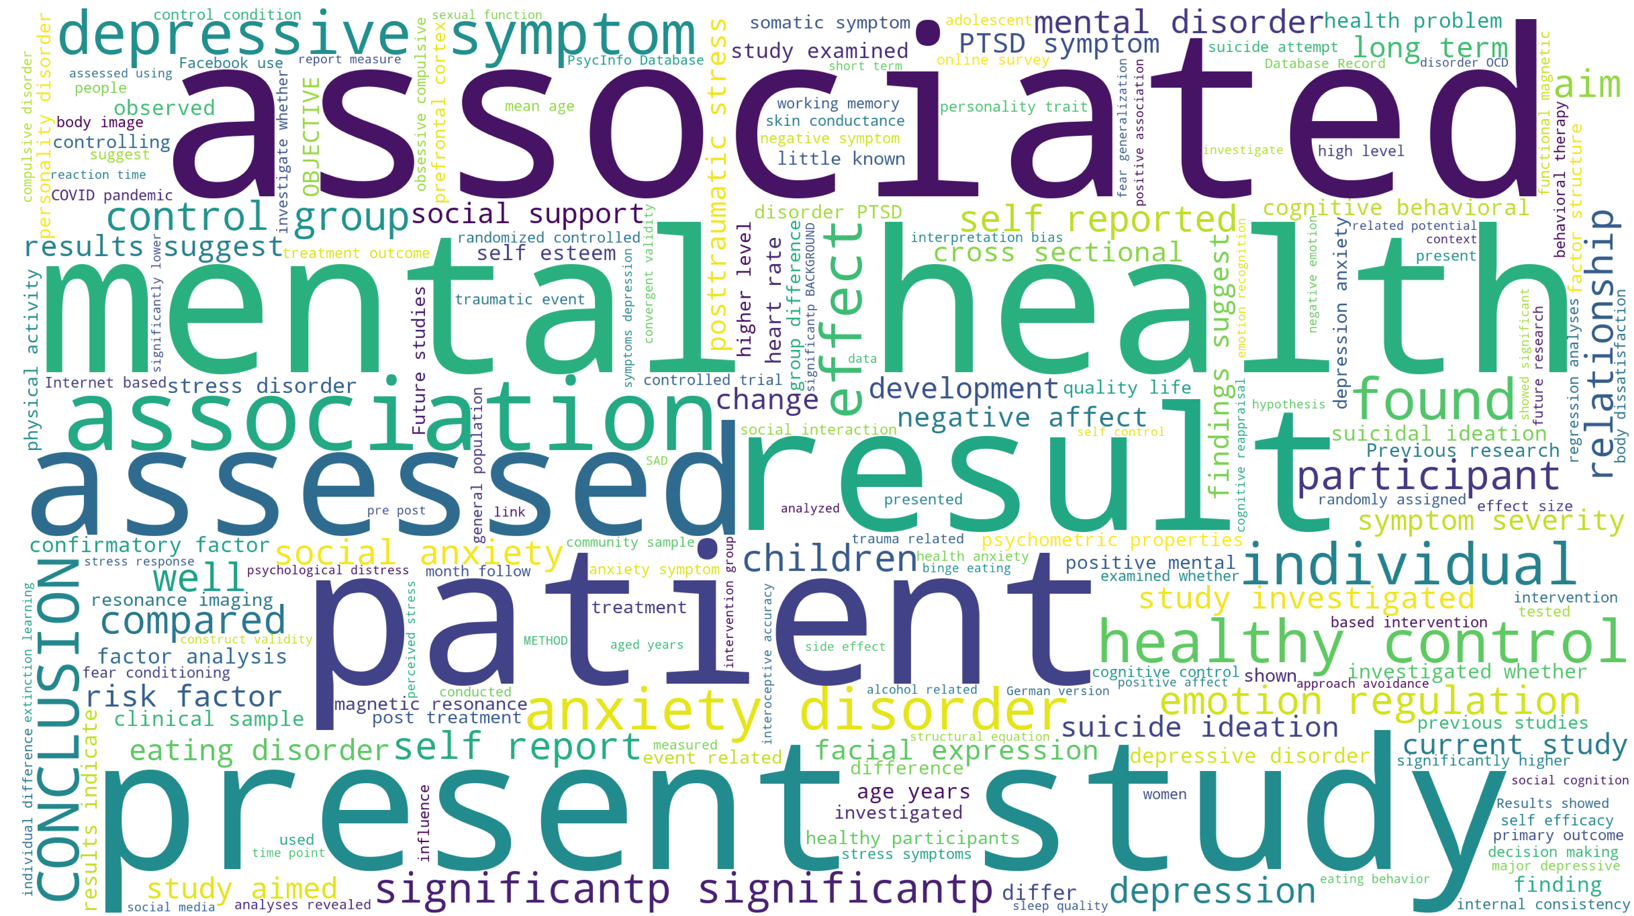 control condition
sexual function
depressive symptom
somatic symptom
adolescent
mental disorder
health problem
study examined
PTSD symptom
suicide attempt
long term
Facebook use
report measure
PsycInfo Database
short term
online survey
Database Record
disorder OCD
assessed using
people
observed
body image
controlling
suggest
reaction time
COVID pandemic
compulsive disorder
personality disorder
investigate whether
OBJECTIVE
mean age
obsessive compulsive
prefrontal cortex
posttraumatic stress
associated
working memory
skin conductance
negative symptom
little known
personality trait
fear generalization
positive association
investigate
high level
functional magnetic
behavioral therapy
aim
factor structure
control group
social support
disorder PTSD
self reported
cognitive behavioral
results suggest
treatment outcome
randomized controlled
self esteem
interpretation bias
cross sectional
related potential
context
present
physical activity
significantly lower
mental health
traumatic event
Future studies
symptoms depression
convergent validity
higher level
heart rate
group difference
significantp BACKGROUND
effect
data
findings suggest
emotion recognition
negative emotion
depression anxiety
showed significant
future research
regression analyses
relationship
body dissatisfaction
Internet based
stress disorder
controlled trial
change
development
quality life
hypothesis
found
association
negative affect
social interaction
self control
suicidal ideation
Previous research
cognitive reappraisal
assessed
general population
SAD
result
participant
pre post
link
analyzed
presented
randomly assigned
effect size
symptom severity
confirmatory factor
social anxiety
community sample
children
trauma related
psychometric properties
stress response
psychological distress
month follow
anxiety symptom
health anxiety
binge eating
positive mental
examined whether
individual
well
resonance imaging
compared
construct validity
factor analysis
fear conditioning
risk factor
clinical sample
patient
perceived stress
METHOD
treatment
aged years
intervention group
interoceptive accuracy
side effect
study investigated
intervention
tested
based intervention
healthy control
cognitive control
positive affect
shown
investigated whether
approach avoidance
CONCLUSION
individual difference
extinction learning
results indicate
magnetic resonance
conducted
post treatment
anxiety disorder
alcohol related
German version
emotion regulation
suicide ideation
previous studies
eating disorder
self report
measured
event related
structural equation
facial expression
depressive disorder
current study
significantly higher
difference
present study
age years
investigated
women
social cognition
influence
used
time point
healthy participants
stress symptoms
Results showed
self efficacy
primary outcome
decision making
major depressive
study aimed
significantp significantp
differ
depression
eating behavior
finding
social media
analyses revealed
sleep quality
internal consistency